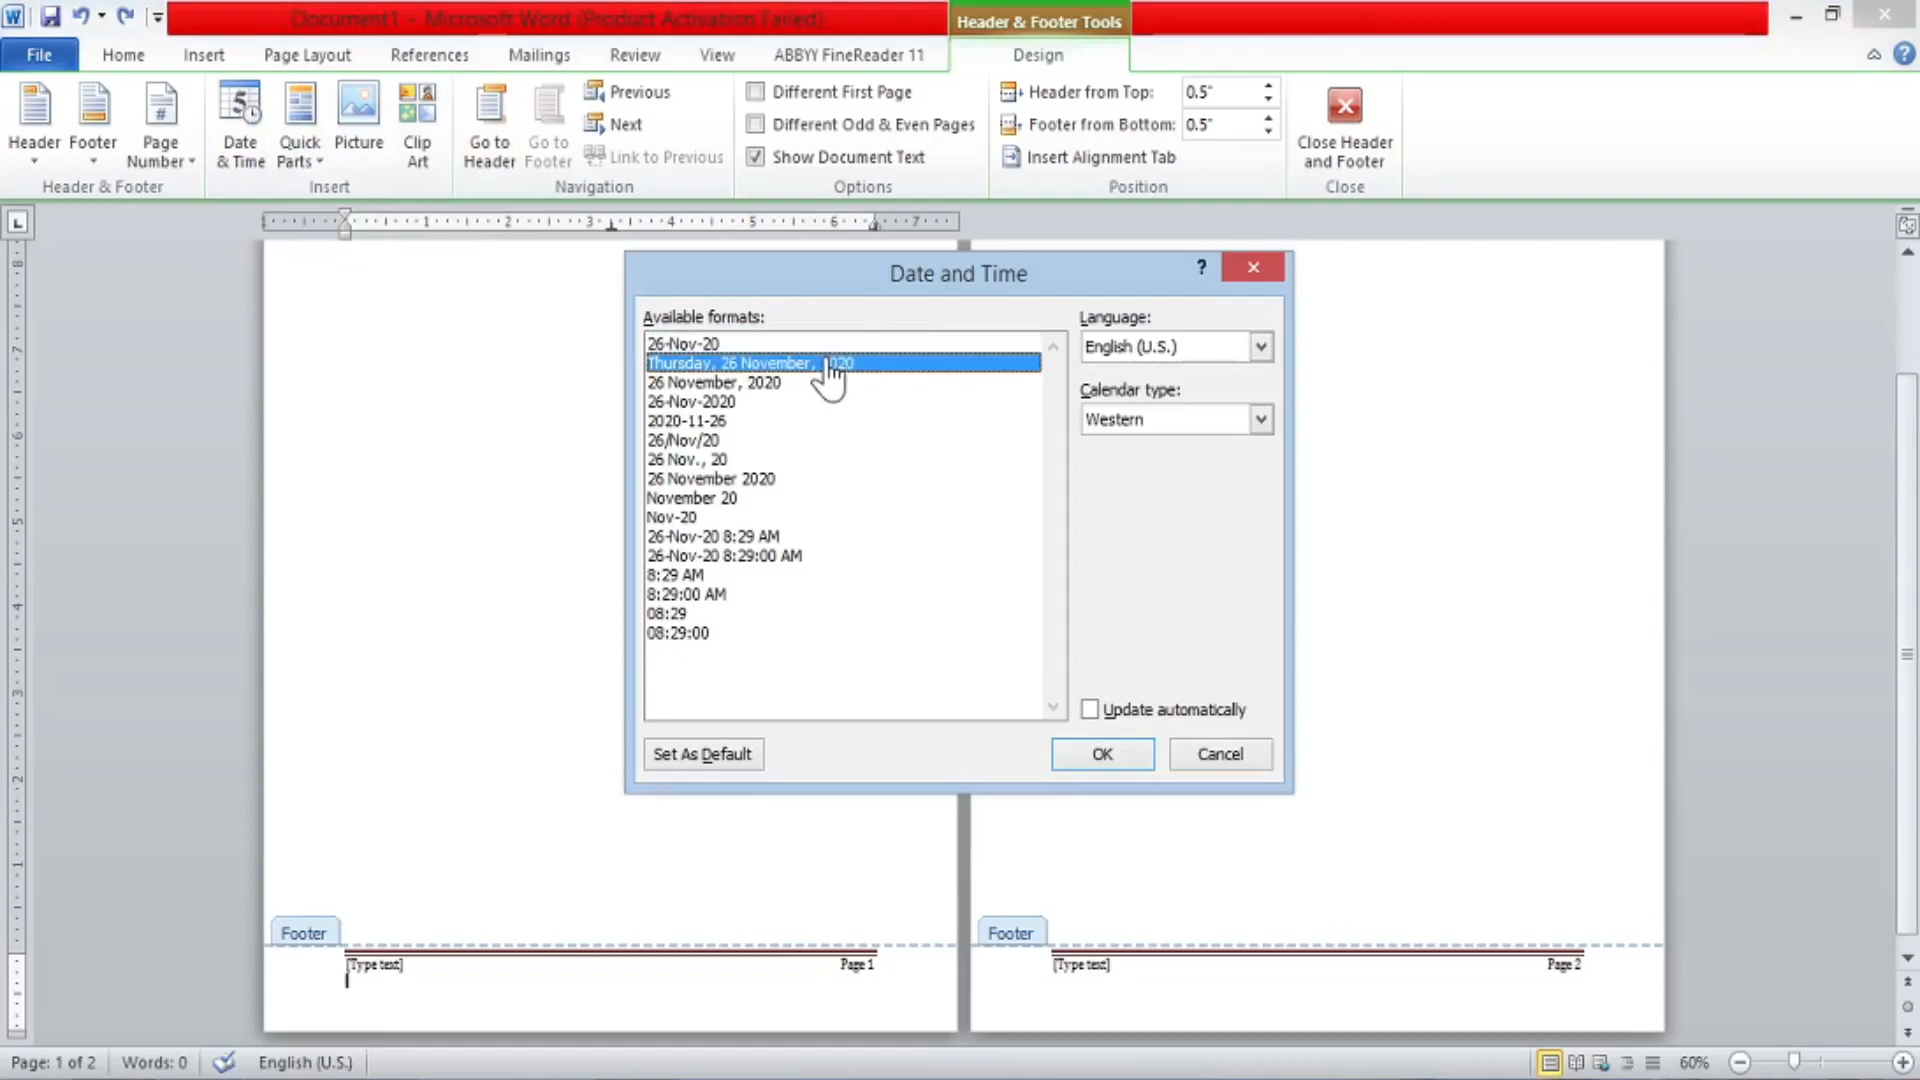 Document1 - Microsoft Word (Product Activation Failed)
Header & Footer Tools
File Home Insert Page Layout References Mailings Review View ABBYY FineReader 11 Design
Header
Footer
Page Number
Header & Footer
Date & Time
Quick Parts
Picture
Clip Art
Insert
Go to Header
Go to Footer
Previous
Next
Link to Previous
Navigation
Different First Page
Different Odd & Even Pages
Show Document Text
Options
Header from Top: 0.5"
Footer from Bottom: 0.5"
Insert Alignment Tab
Position
Close Header and Footer
Close
1 2 3 4 5 6 7
Date and Time
Available formats:
26-Nov-20
Thursday, 26 November, 2020
26 November, 2020
26-Nov-2020
2020-11-26
26/Nov/20
26 Nov., 20
26 November 2020
November 20
Nov-20
26-Nov-20 8:29 AM
26-Nov-20 8:29:00 AM
8:29 AM
8:29:00 AM
08:29
08:29:00
Language:
English (U.S.)
Calendar type:
Western
Update automatically
Set As Default
OK
Cancel
Footer
[Type text] Page 1
Footer
[Type text] Page 2
Page: 1 of 2 Words: 0 English (U.S.) 60%